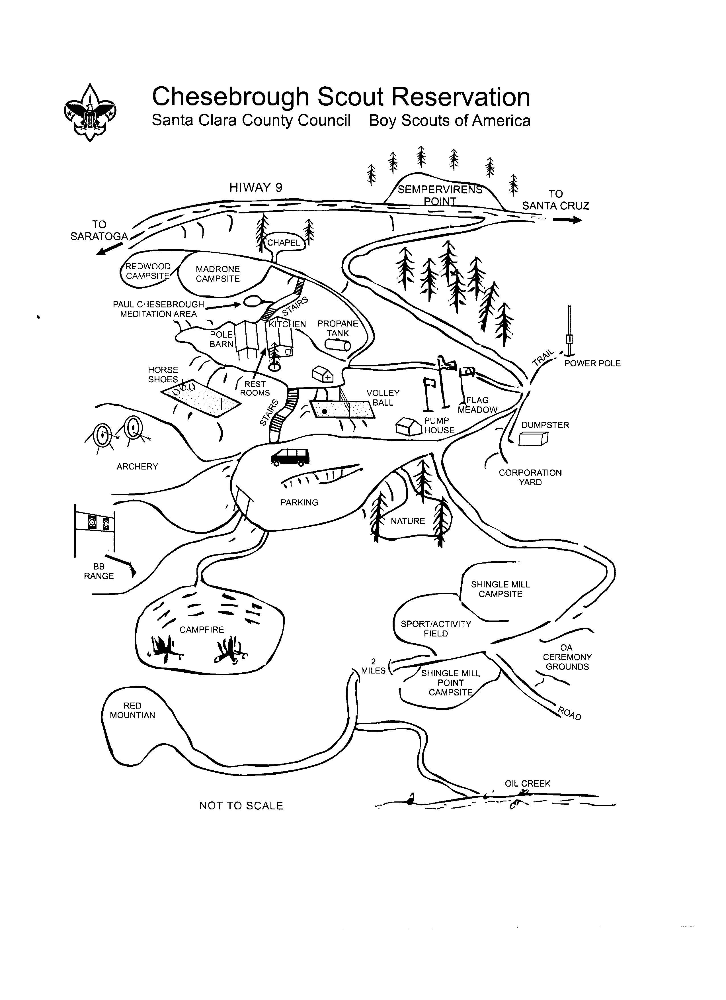 Chesebrough Scout Reservation
Santa Clara County Council Boy Scouts of America
HIWAY 9
SEMPERVIRENS
POINT
TO
SANTA CRUZ
TO
SARATOGA
CHAPEL
REDWOOD
CAMPSITE
MADRONE
CAMPSITE
PAUL CHESEBROUGH
MEDITATION AREA
STAIRS
KITCHEN
PROPANE
TANK
POLE
BARN
TRAIL
POWER POLE
HORSE
SHOES
REST
ROOMS
VOLLEY
BALL
FLAG
MEADOW
STAIRS
PUMP
HOUSE
DUMPSTER
ARCHERY
CORPORATION
YARD
PARKING
NATURE
BB
RANGE
SHINGLE MILL
CAMPSITE
SPORT/ACTIVITY
FIELD
CAMPFIRE
OA
CEREMONY
GROUNDS
2
MILES
SHINGLE MILL
POINT
CAMPSITE
RED
MOUNTIAN
ROAD
OIL CREEK
NOT TO SCALE